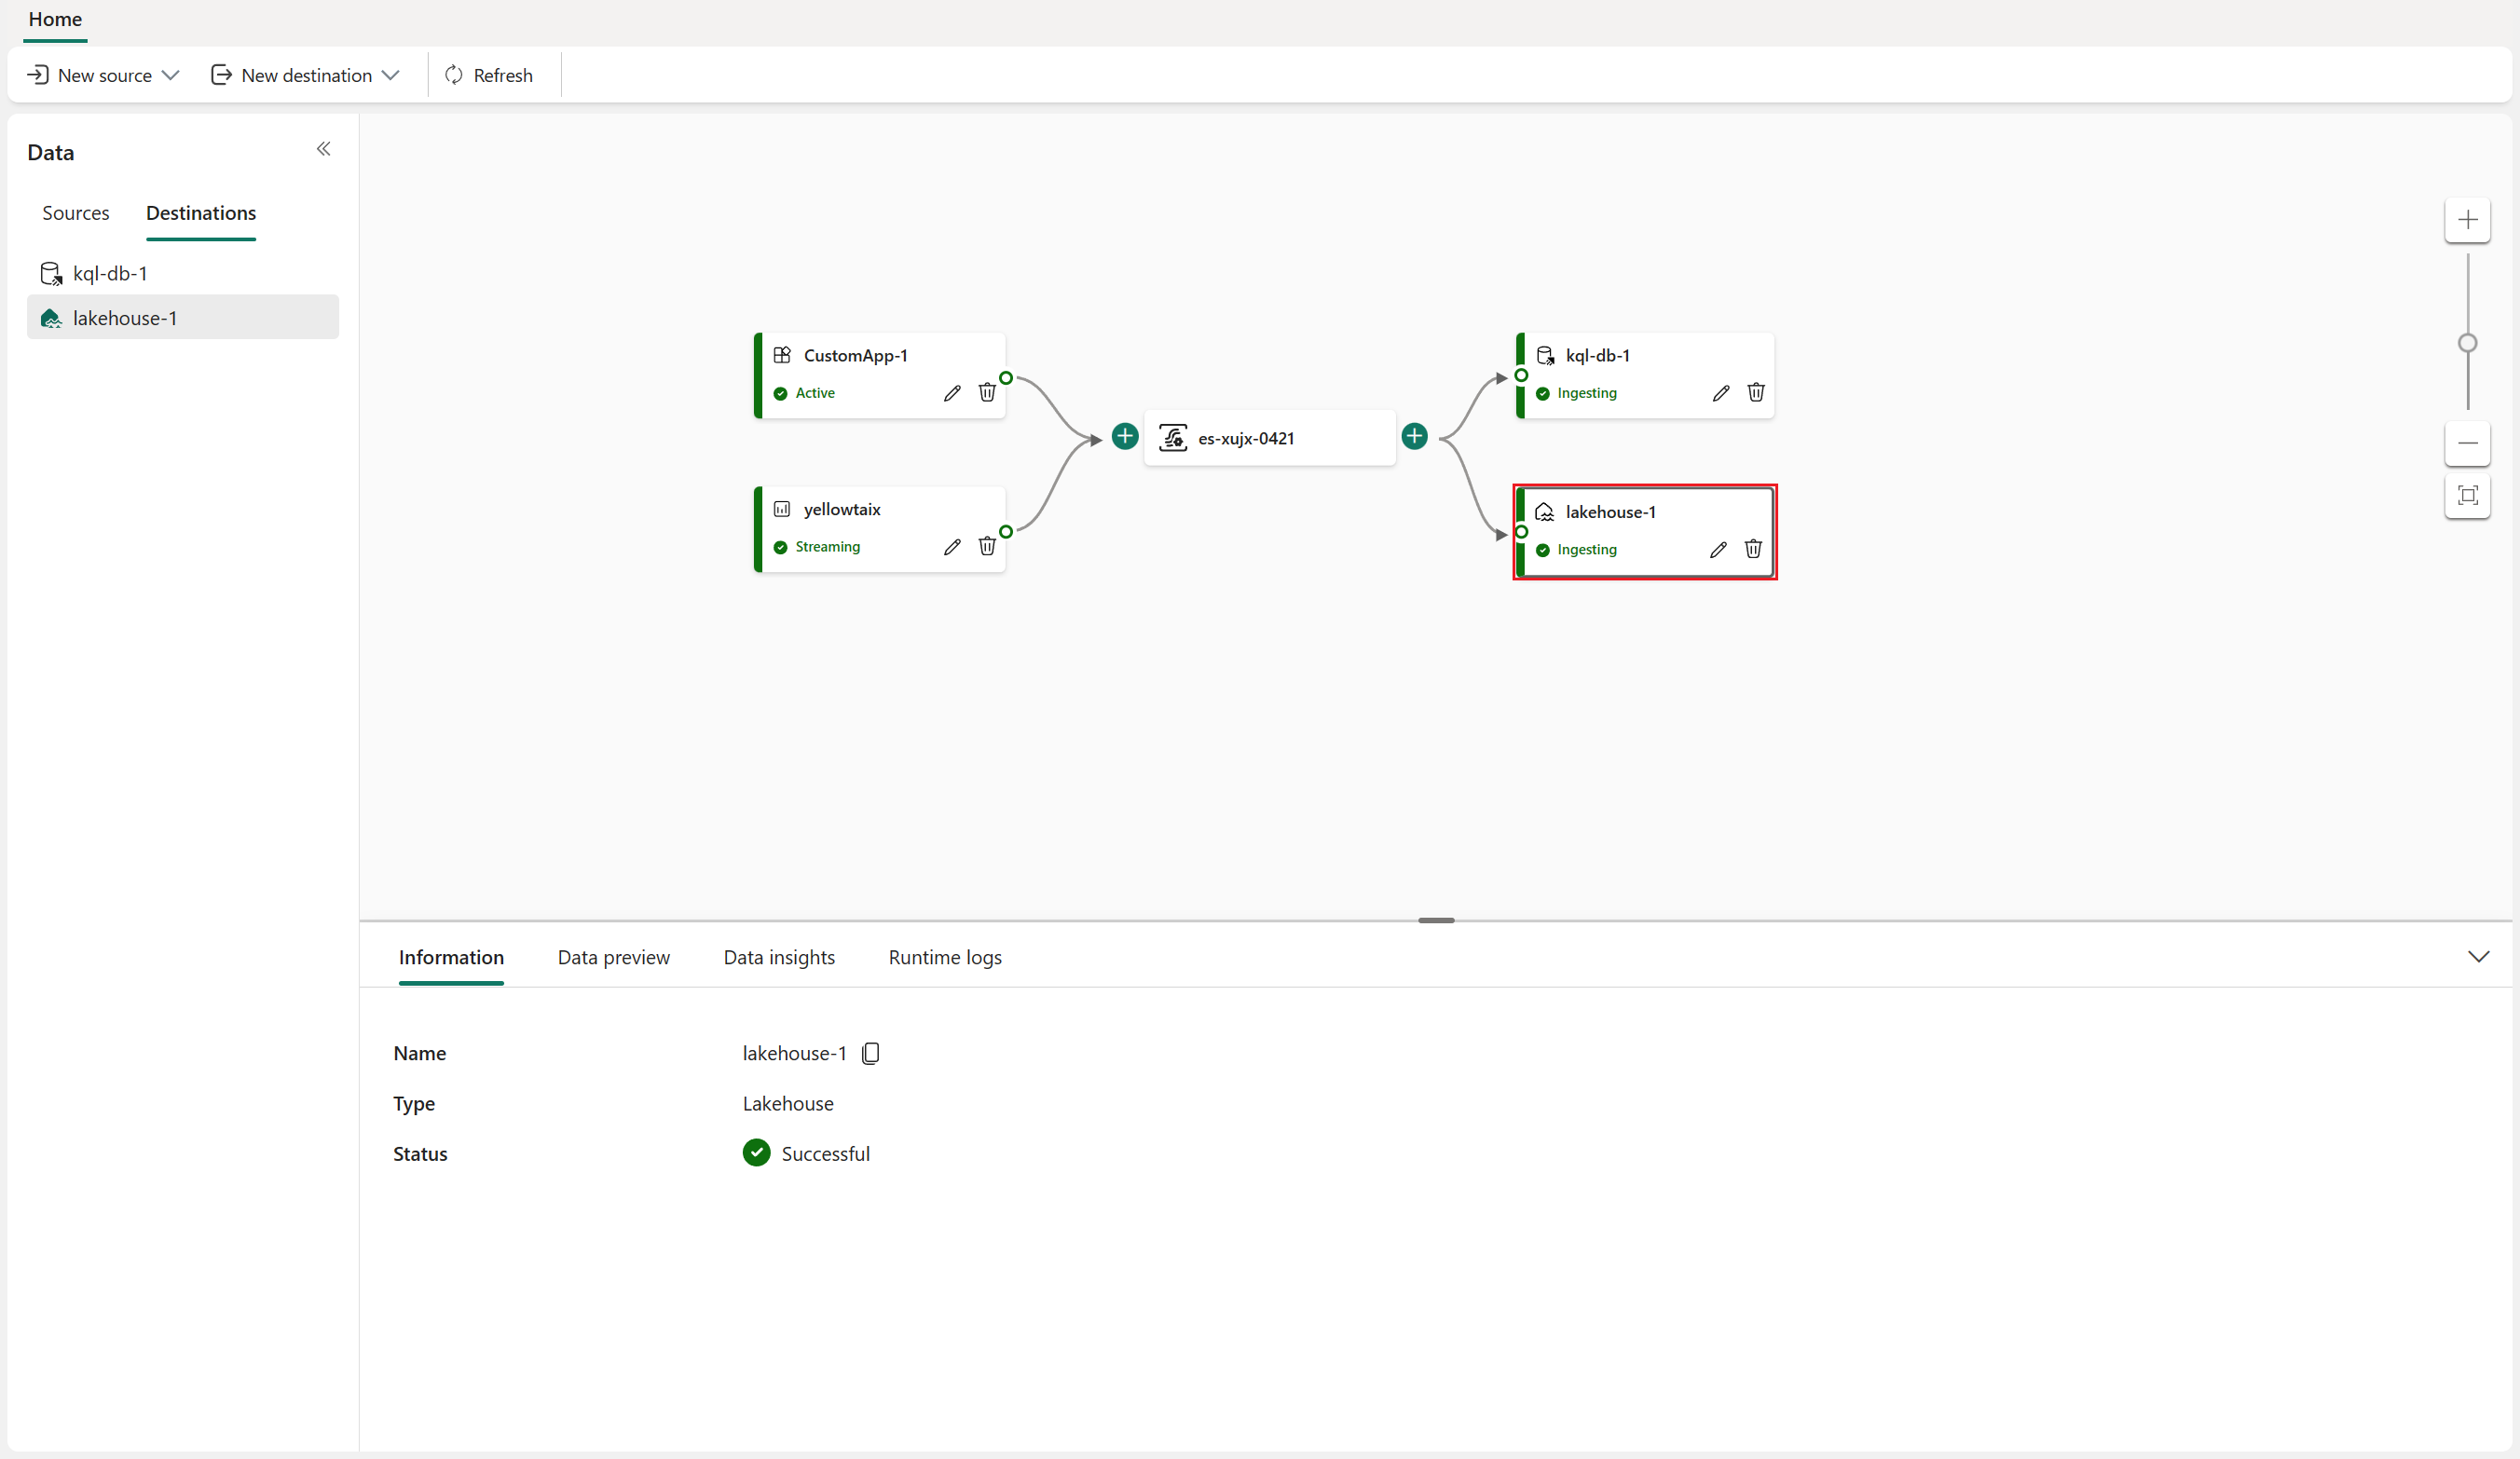 Home
New source
New destination
Refresh
Data
Sources
Destinations
kql-db-1
lakehouse-1
CustomApp-1
Active
yellowtaix
Streaming
es-xujx-0421
kql-db-1
Ingesting
lakehouse-1
Ingesting
Information
Data preview
Data insights
Runtime logs
Name
lakehouse-1
Type
Lakehouse
Status
Successful